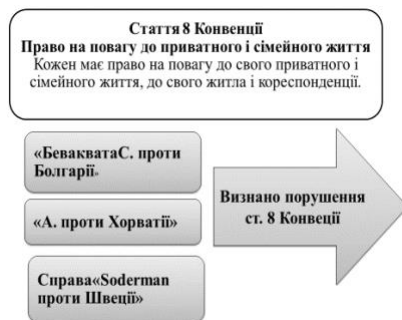 Стаття 8 Конвенції
Право на повагу до приватного і сімейного життя
Кожен має право на повагу до свого приватного і
сімейного життя, до свого житла і кореспонденції.
«БевакватаС. проти
Болгарії»
«А. проти Хорватії»
Справа«Soderman
проти Швеції»
Визнано порушення
ст. 8 Конвеції